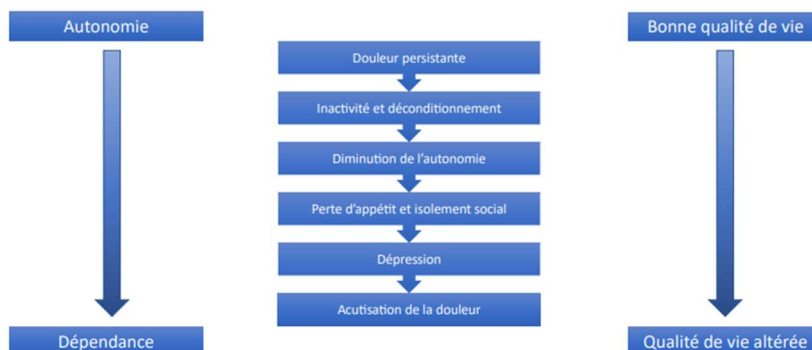 Autonomie
Bonne qualité de vie
Douleur persistante
Inactivité et déconditionnement
Diminution de l'autonomie
Perte d'appétit et isolement social
Dépression
Acutisation de la douleur
Dépendance
Qualité de vie altérée